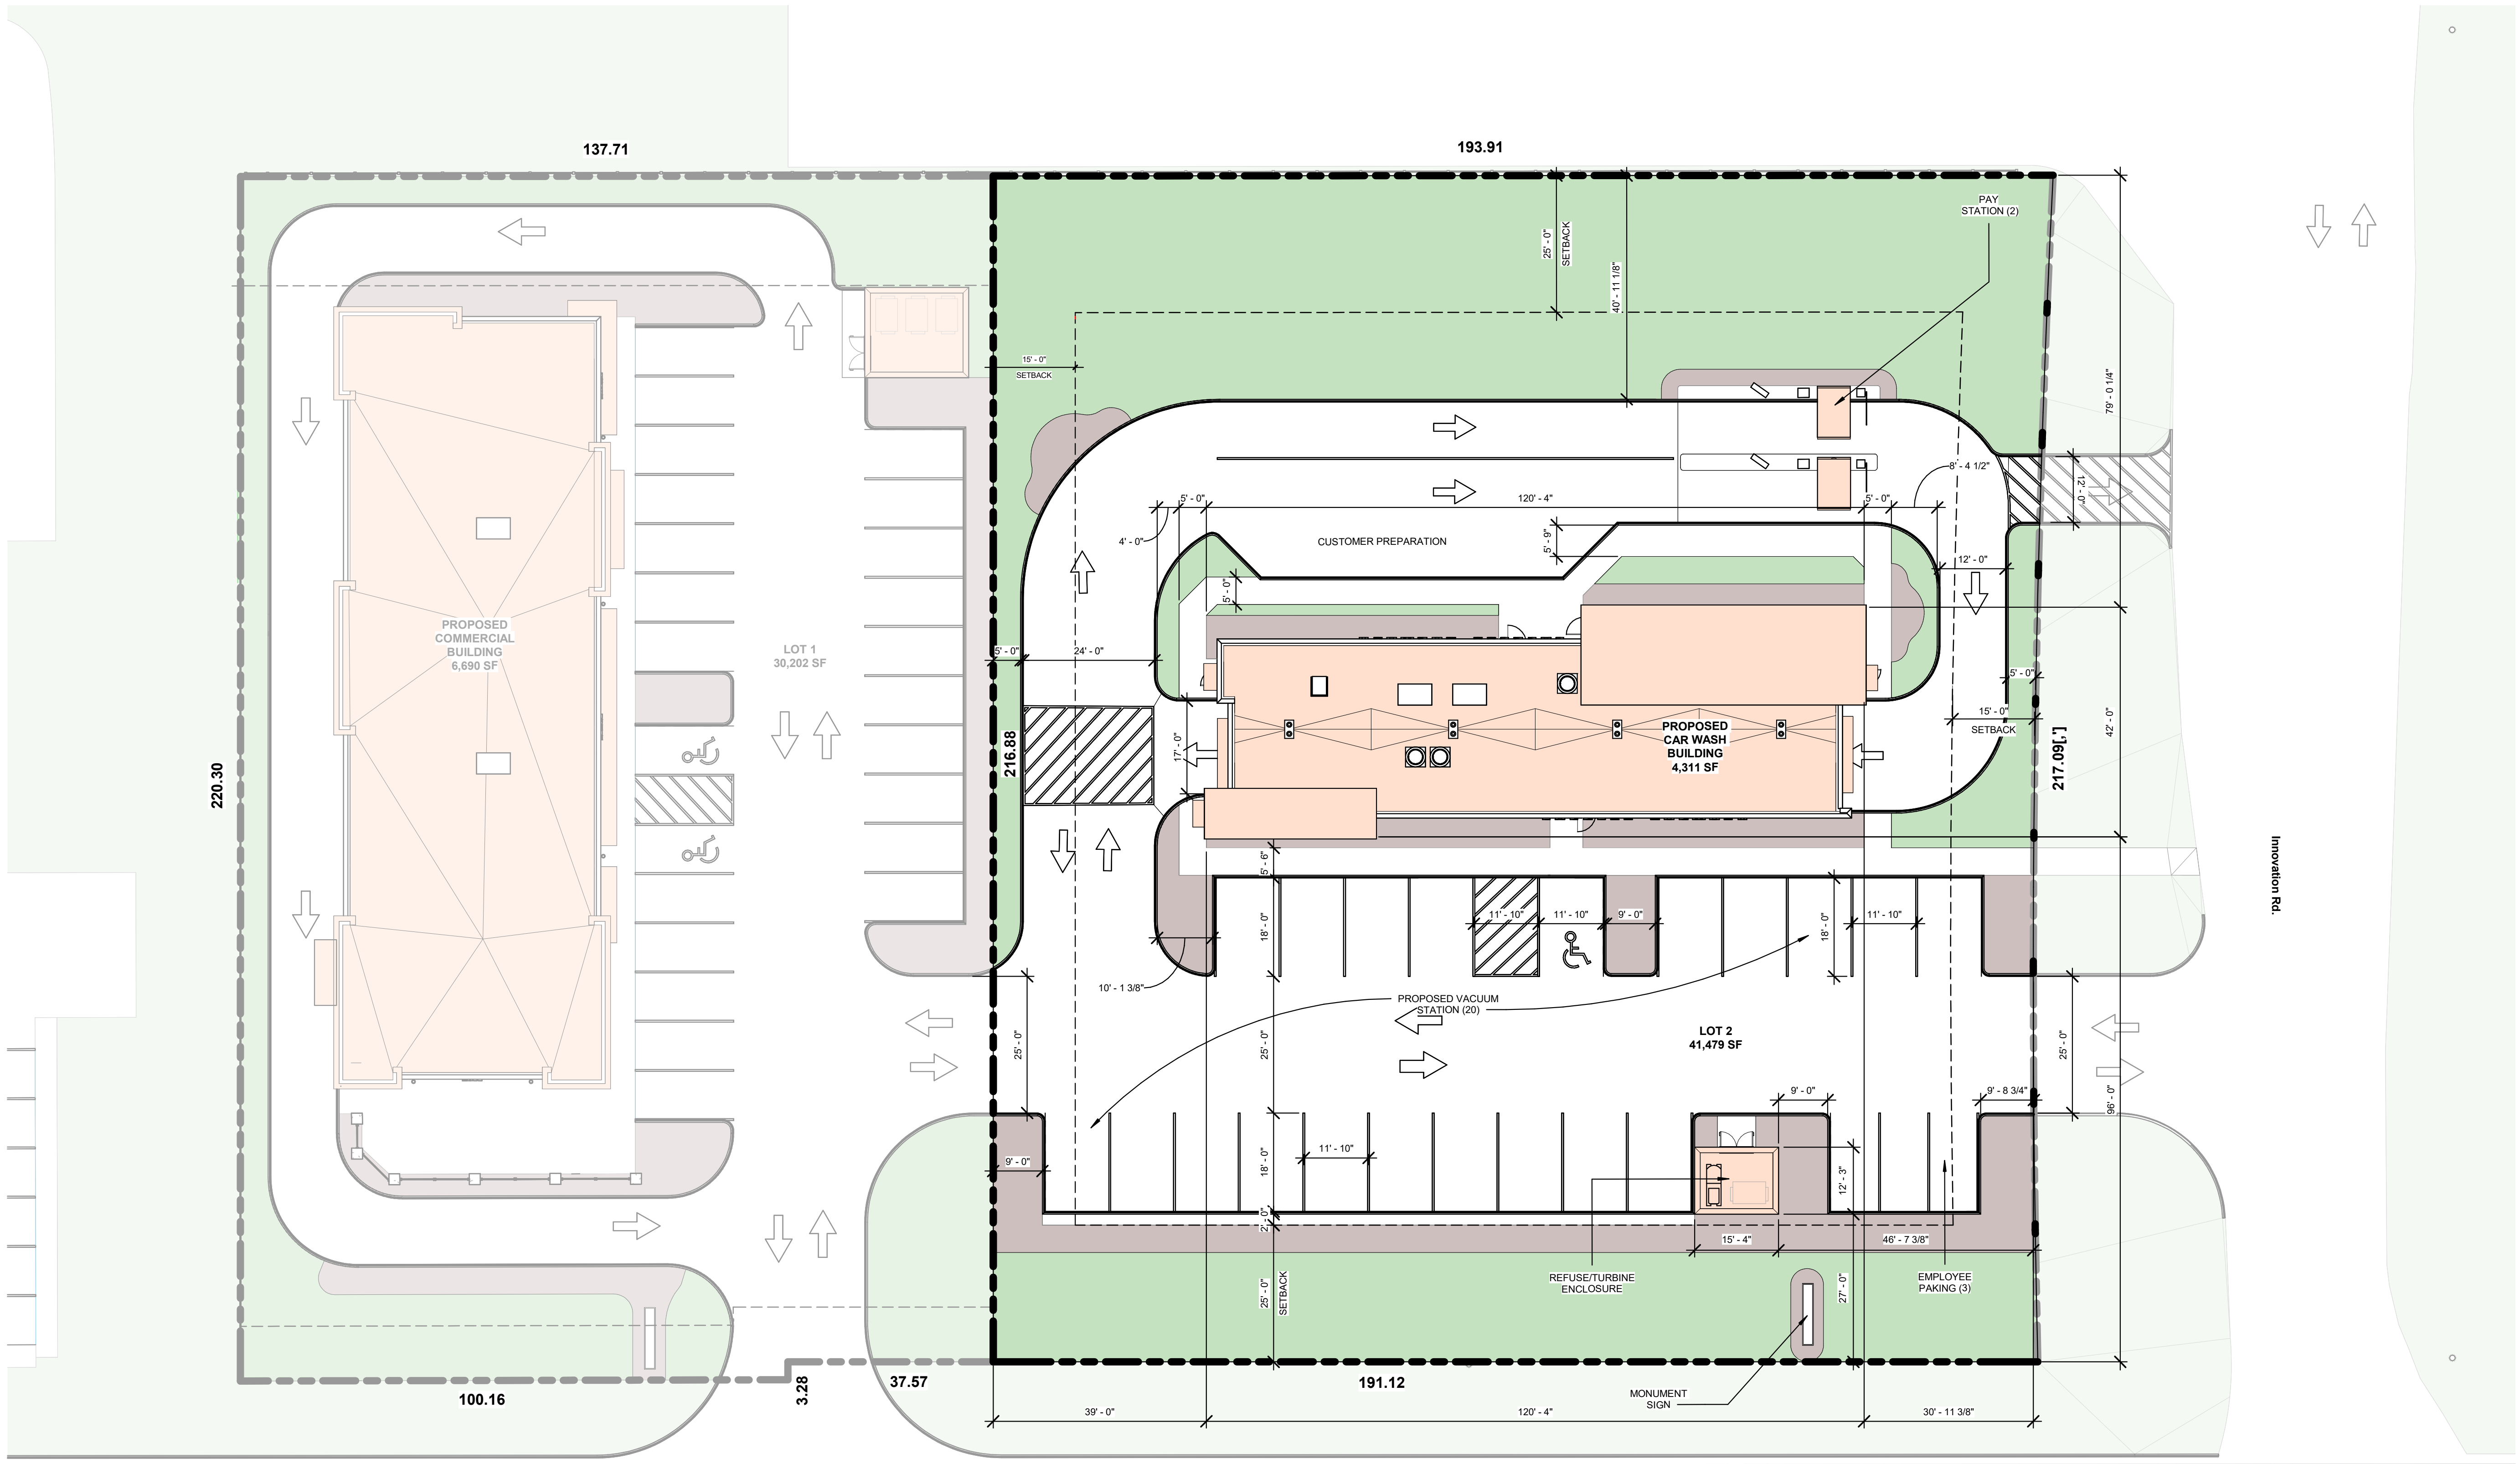 137.71
193.91
PAY
STATION (2)
25' - 0"
SETBACK
40' - 11 1/8"
79' - 0 1/4"
15' - 0"
SETBACK
8' - 4 1/2"
12' - 0"
5' - 0"
120' - 4"
5' - 0"
4' - 0"
CUSTOMER PREPARATION
5' - 9"
12' - 0"
5' - 0"
PROPOSED
COMMERCIAL
BUILDING
6,690 SF
LOT 1
30,202 SF
5' - 0"
24' - 0"
5' - 0"
15' - 0"
SETBACK
42' - 0"
220.30
216.88
17' - 0"
PROPOSED
CAR WASH
BUILDING
4,311 SF
217.09[,']
Innovation Rd.
5' - 6"
18' - 0"
11' - 10"
11' - 10"
9' - 0"
18' - 0"
11' - 10"
10' - 1 3/8"
PROPOSED VACUUM
STATION (20)
25' - 0"
25' - 0"
LOT 2
41,479 SF
25' - 0"
96' - 0"
9' - 0"
9' - 8 3/4"
9' - 0"
18' - 0"
11' - 10"
12' - 3"
2' - 0"
15' - 4"
46' - 7 3/8"
25' - 0"
SETBACK
REFUSE/TURBINE
ENCLOSURE
27' - 0"
EMPLOYEE
PAKING (3)
100.16
3.28
37.57
191.12
MONUMENT
SIGN
39' - 0"
120' - 4"
30' - 11 3/8"